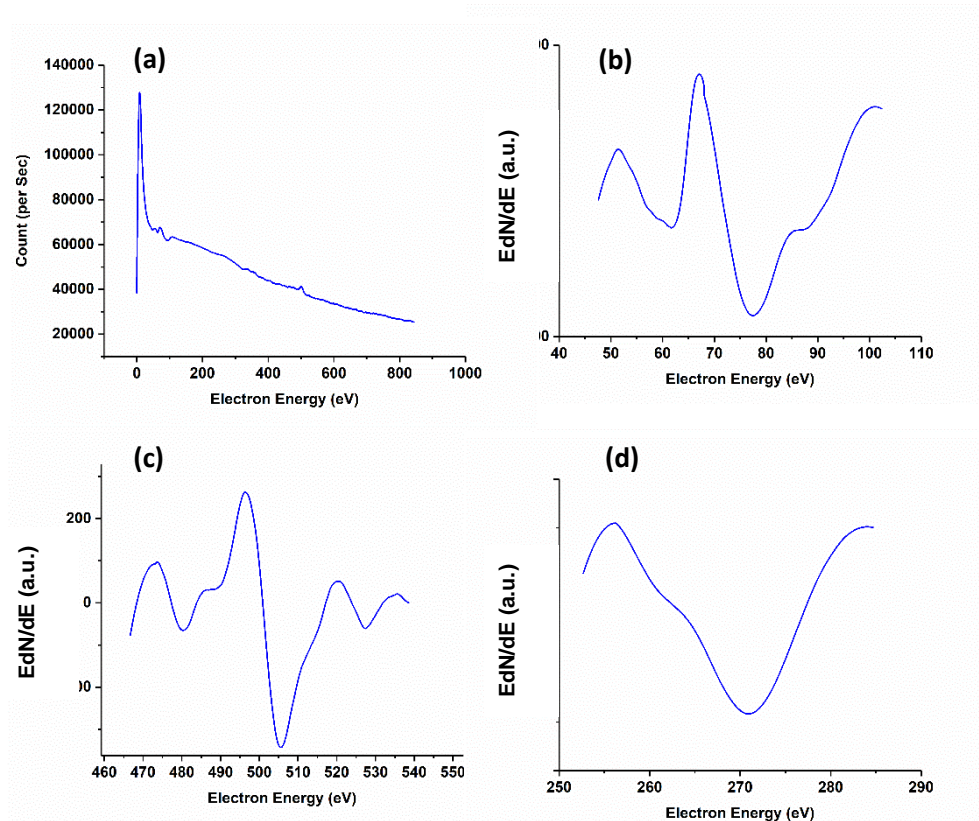 (a)
140000
120000
100000
80000
60000
40000
20000
Count (per Sec)
0 200 400 600 800 1000
Electron Energy (eV)
(b)
00
00
EdN/dE (a.u.)
40 50 60 70 80 90 100 110
Electron Energy (eV)
(c)
200
0
00
EdN/dE (a.u.)
460 470 480 490 500 510 520 530 540 550
Electron Energy (eV)
(d)
EdN/dE (a.u.)
250 260 270 280 290
Electron Energy (eV)